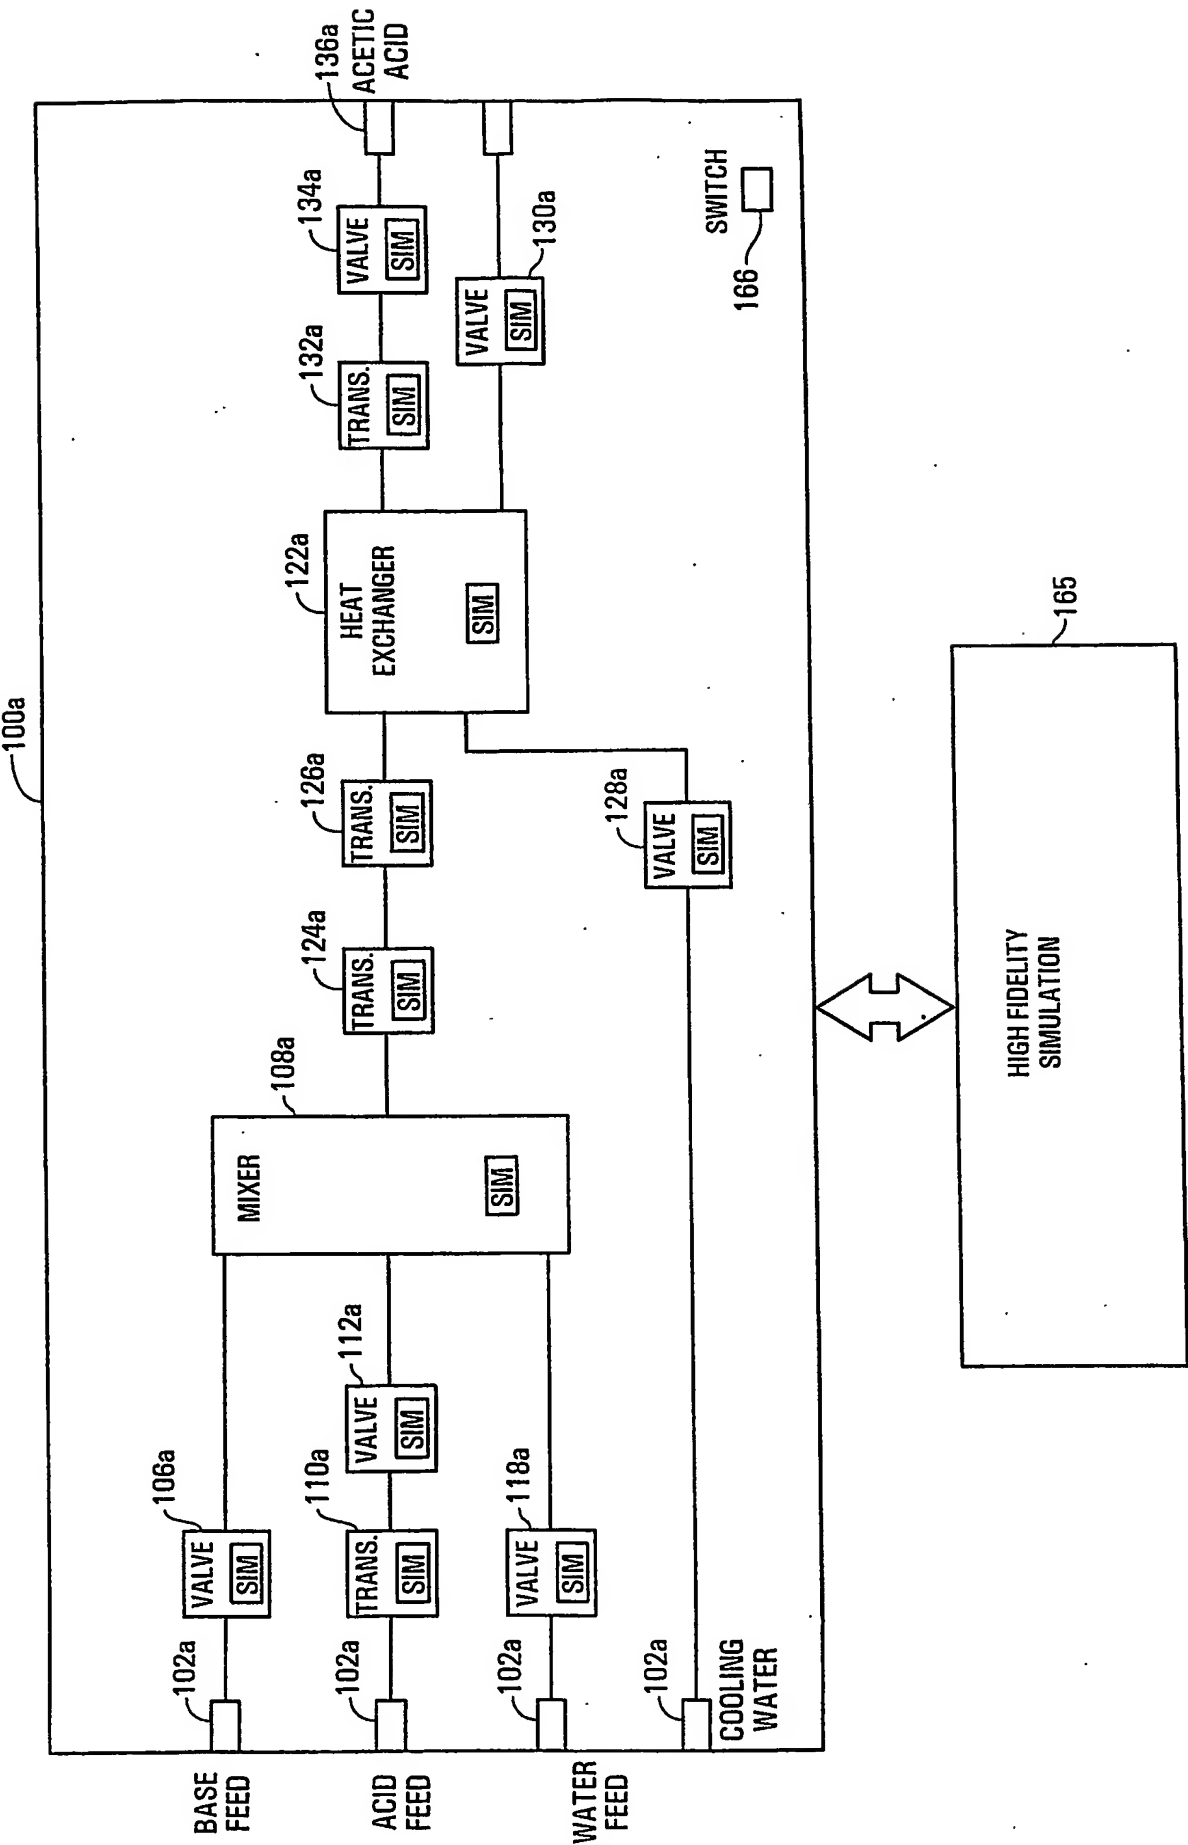 100a
136a
ACETIC
ACID
134a
VALVE
SIM
132a
TRANS.
SIM
VALVE
SIM
130a
SWITCH
166
122a
HEAT
EXCHANGER
SIM
126a
TRANS.
SIM
124a
TRANS.
SIM
128a
VALVE
SIM
108a
MIXER
SIM
112a
VALVE
SIM
106a
VALVE
SIM
110a
TRANS.
SIM
118a
VALVE
SIM
102a
BASE
FEED
102a
ACID
FEED
102a
WATER
FEED
102a
COOLING
WATER
165
HIGH FIDELITY
SIMULATION